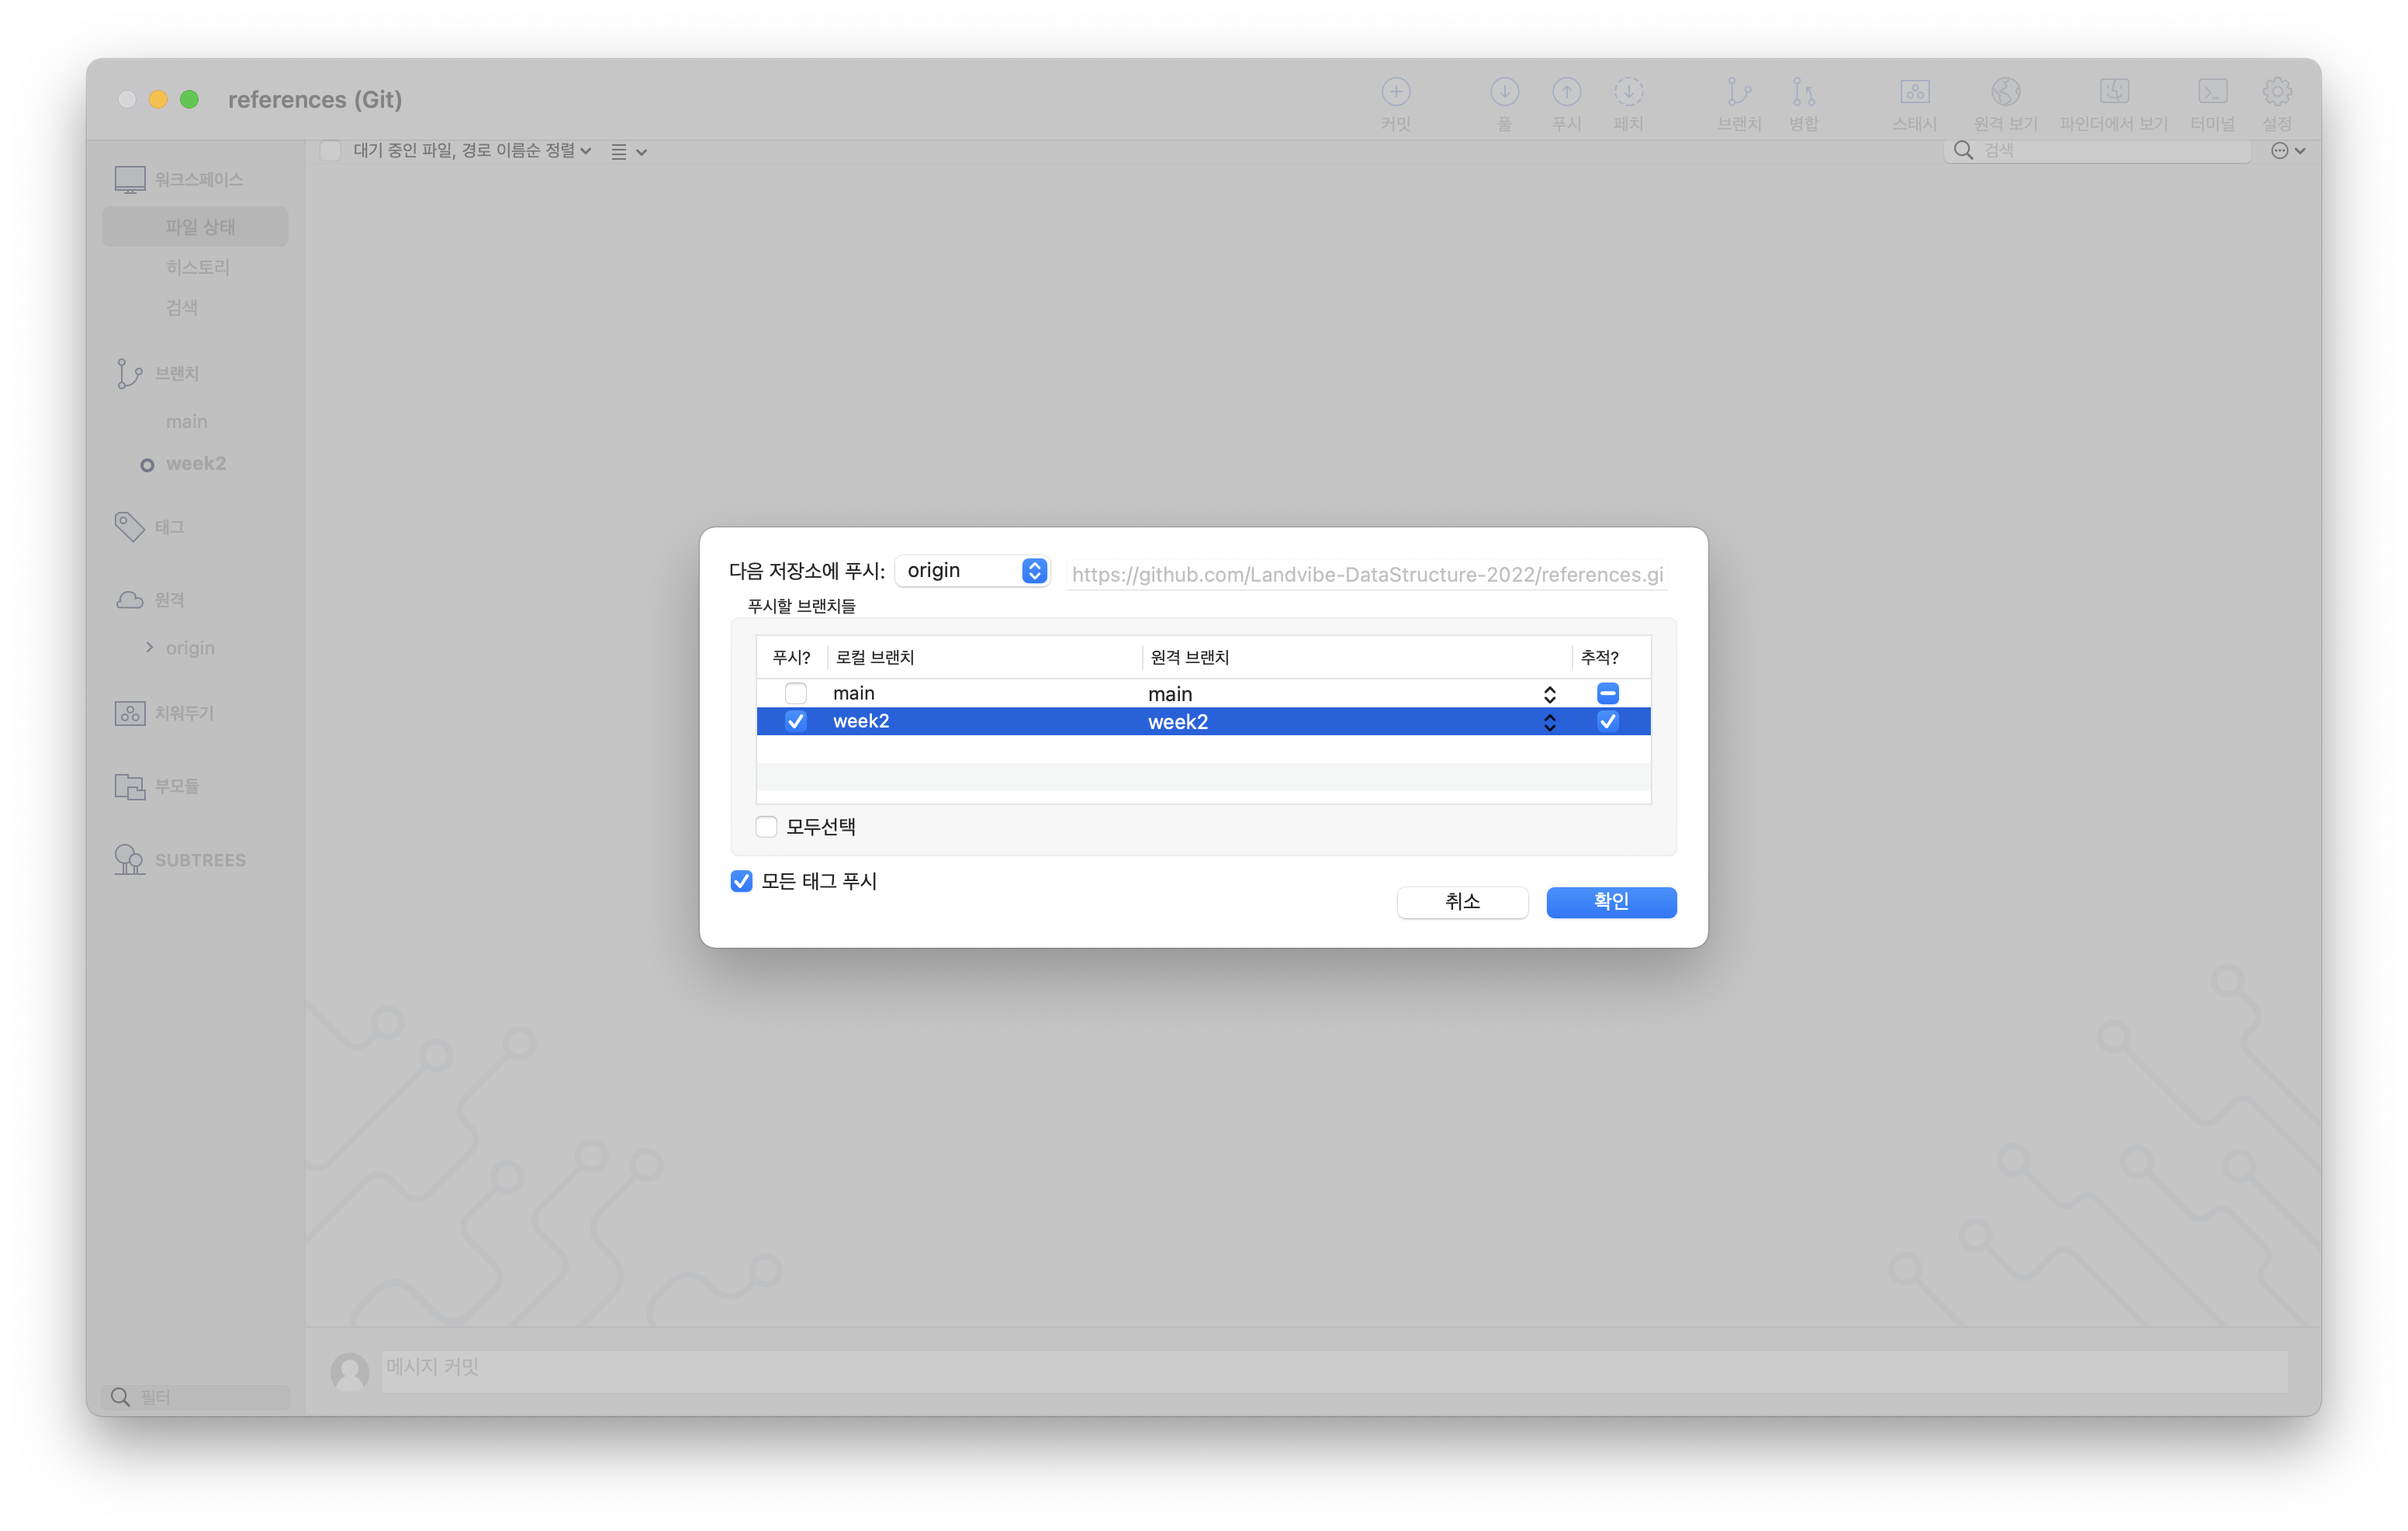 references (Git)
커밋
풀
푸시
페치
브랜치
병합
스태시
원격 보기
파인더에서 보기
터미널
설정
대기 중인 파일, 경로 이름순 정렬
검색
워크스페이스
파일 상태
히스토리
검색
브랜치
main
week2
태그
원격
origin
치워두기
부모듈
SUBTREES
필터
다음 저장소에 푸시: origin https://github.com/Landvibe-DataStructure-2022/references.gi
푸시할 브랜치들
푸시? 로컬 브랜치 원격 브랜치 추적?
main main
week2 week2
모두선택
모든 태그 푸시
취소 확인
메시지 커밋